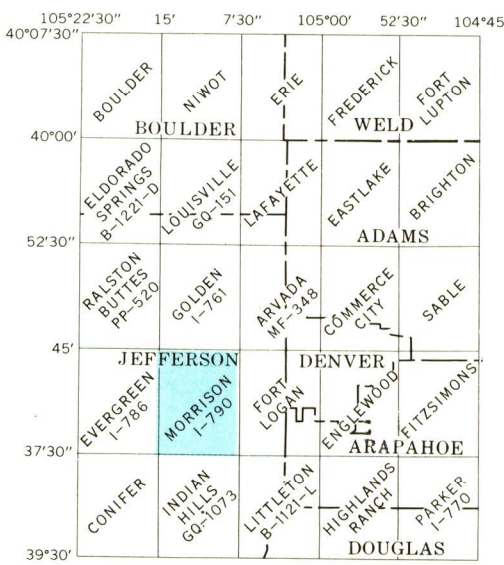 105°22'30" 15' 7'30" 105°00' 52'30" 104°45
40°07'30"
BOULDER
NIWOT
ERIE
FREDERICK
FORT
LUPTON
BOULDER
WELD
40°00'
ELDORADO
SPRINGS
B-1221-D
LOUISVILLE
GQ-151
LAFAYETTE
EASTLAKE
BRIGHTON
ADAMS
52'30"
RALSTON
BUTTES
PP-520
GOLDEN
I-761
ARVADA
MF-348
COMMERCE
CITY
SABLE
45'
JEFFERSON
DENVER
EVERGREEN
I-786
MORRISON
I-790
FORT
LOGAN
ENGLEWOOD
FITZSIMONS
ARAPAHOE
37'30"
CONIFER
INDIAN
HILLS
GQ-1073
LITTLETON
B-1121-L
HIGHLANDS
RANCH
PARKER
I-770
DOUGLAS
39°30'